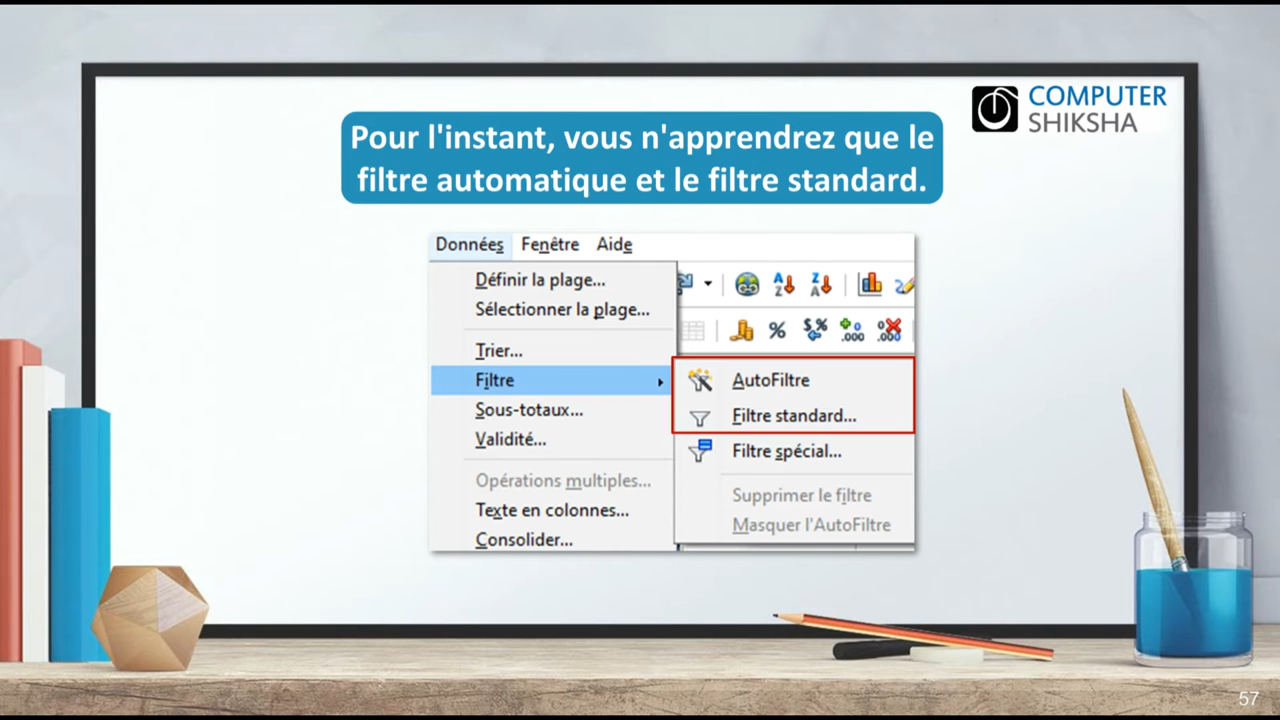 COMPUTER
SHIKSHA
Pour l'instant, vous n'apprendrez que le
filtre automatique et le filtre standard.
Données Fenêtre Aide
Définir la plage...
Sélectionner la plage...
Trier...
Filtre
Sous-totaux...
Validité...
Opérations multiples...
Texte en colonnes...
Consolider...
AutoFiltre
Filtre standard...
Filtre spécial...
Supprimer le filtre
Masquer l'AutoFiltre
57